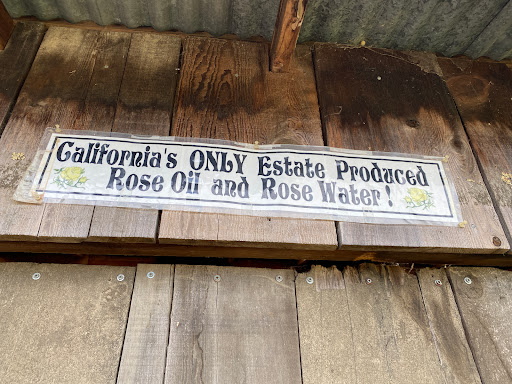 California's ONLY Estate Produced
Rose Oil and Rose Water!